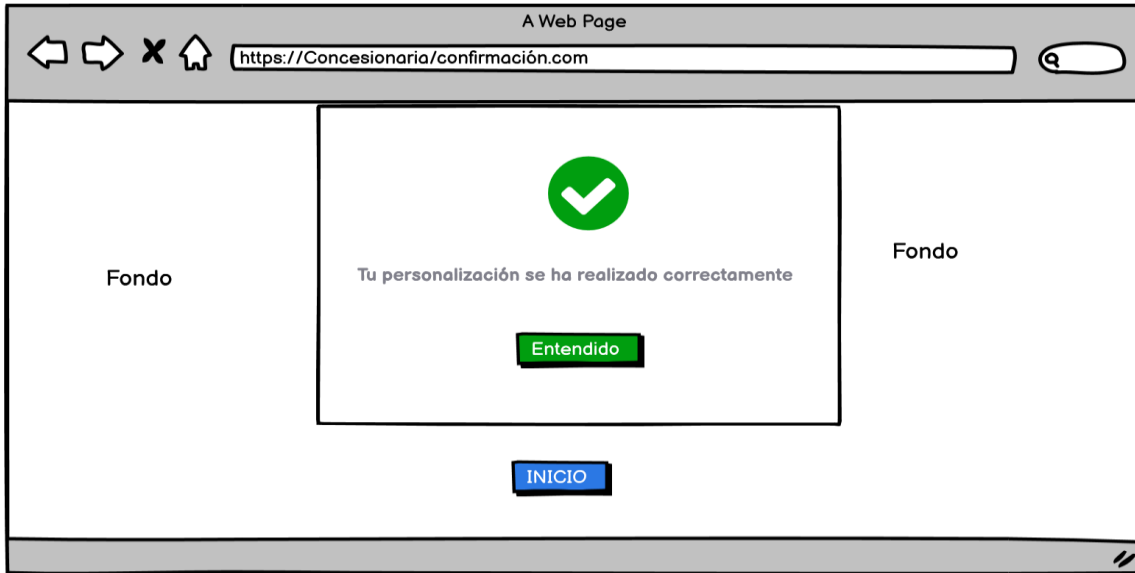 A Web Page
https://Concesionaria/confirmación.com
Fondo
Tu personalización se ha realizado correctamente
Fondo
Entendido
INICIO